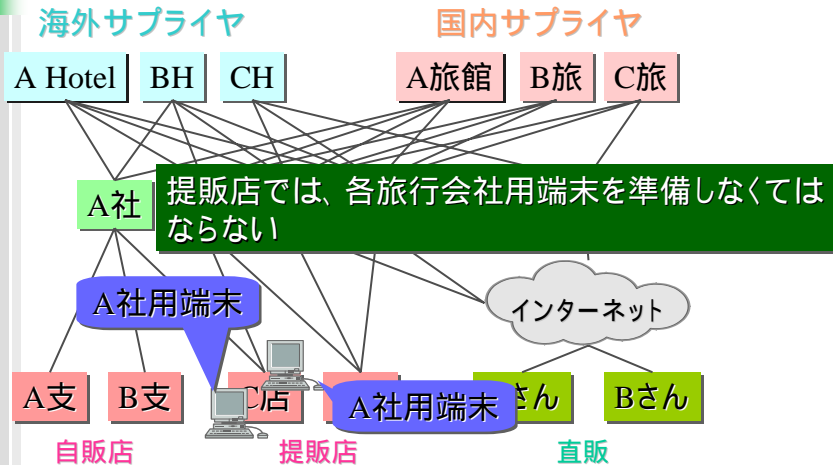 海外サプライヤ
国内サプライヤ
A Hotel
BH
CH
A旅館
B旅
C旅
A社
提販店では、各旅行会社用端末を準備しなくては
ならない
A社用端末
インターネット
A支
B支
C店
A社用端末
さん
Bさん
自販店
提販店
直販